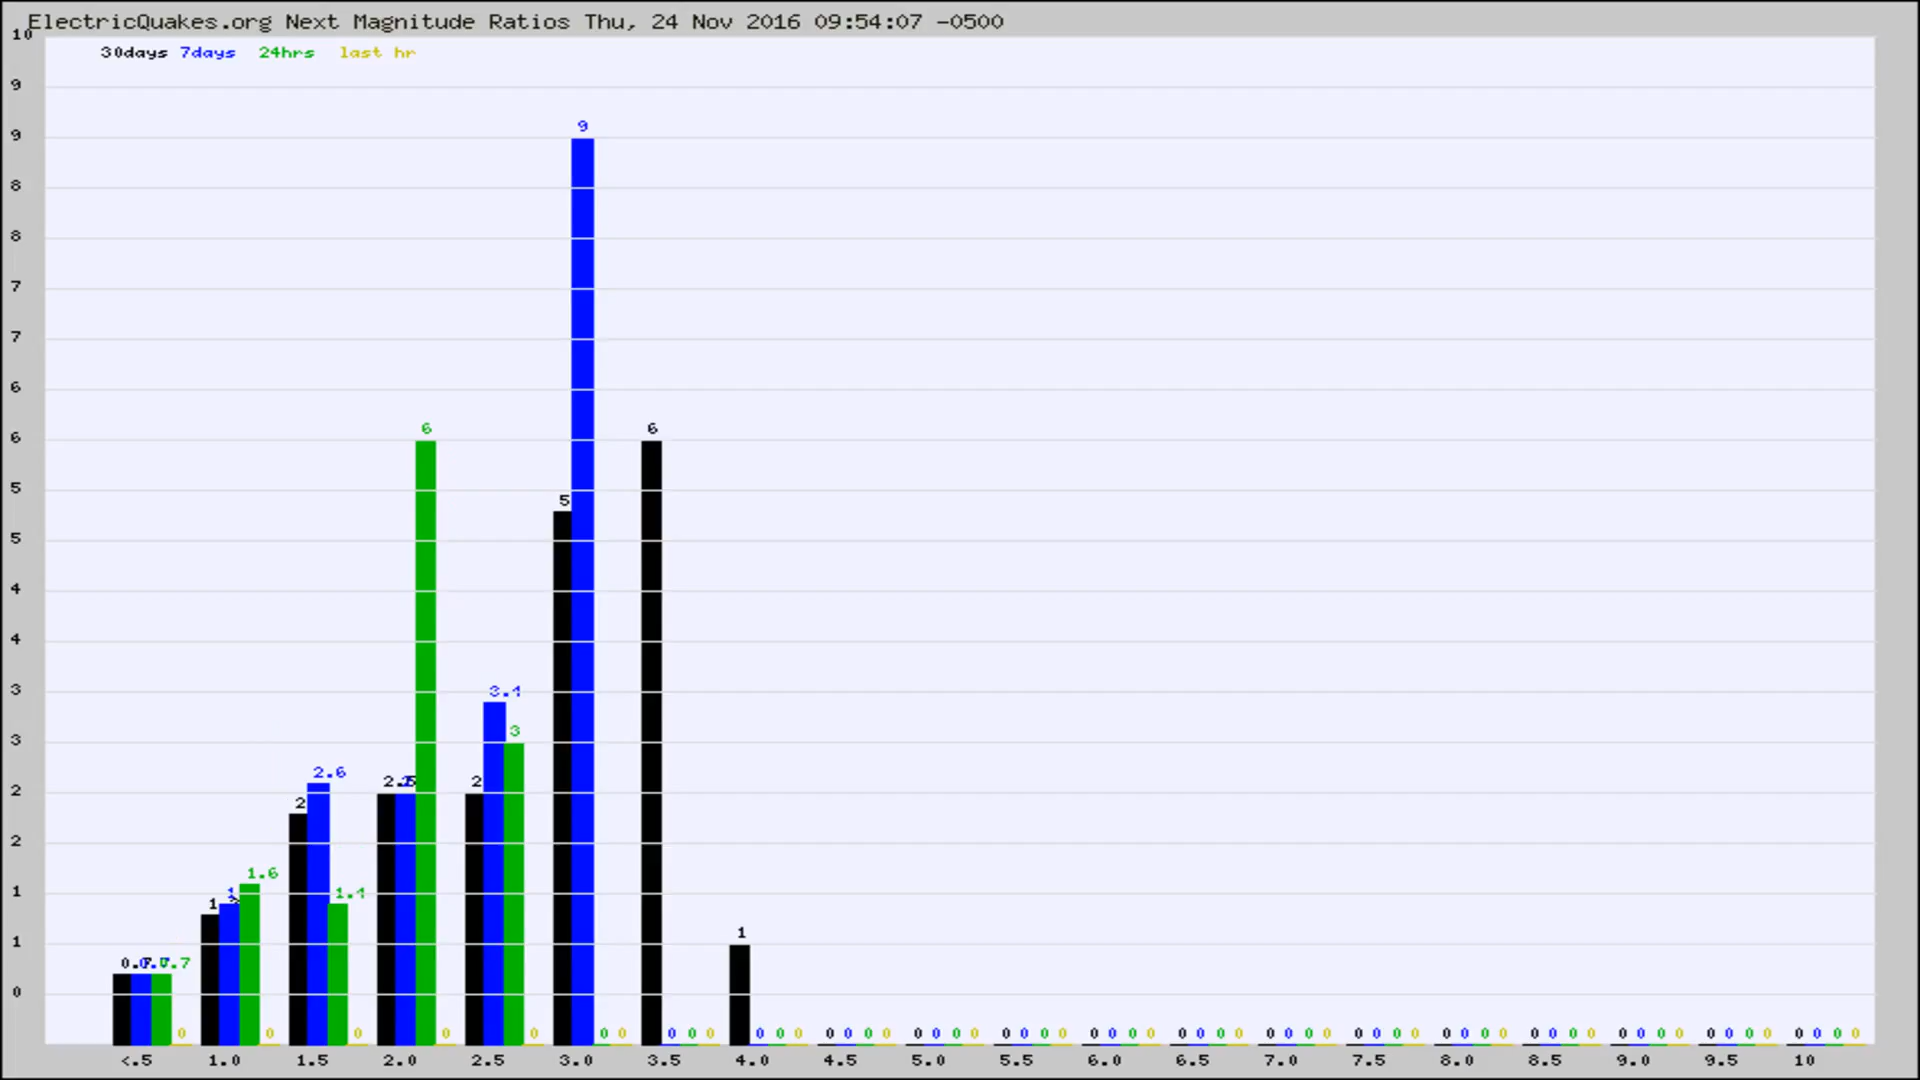 ElectricQuakes.org Next Magnitude Ratios Thu, 24 Nov 2016 09:54:07 -0500
10
30days 7days 24hrs last hr
9
9
9
8
8
7
7
6
6 6 6
5 5
5
4
4
3 3.4
3 3
2 2 2.6 2
2 1.6
1 1 1.4
1 1
0
0 0 0 0 0 0 0 0 0 0 0 0 0 0 0 0 0 0 0 0 0 0 0 0 0 0 0 0 0 0 0 0 0 0 0 0 0 0 0 0 0 0 0 0 0 0 0 0 0 0 0 0 0 0 0 0 0 0 0 0 0 0 0 0 0
<.5 1.0 1.5 2.0 2.5 3.0 3.5 4.0 4.5 5.0 5.5 6.0 6.5 7.0 7.5 8.0 8.5 9.0 9.5 10